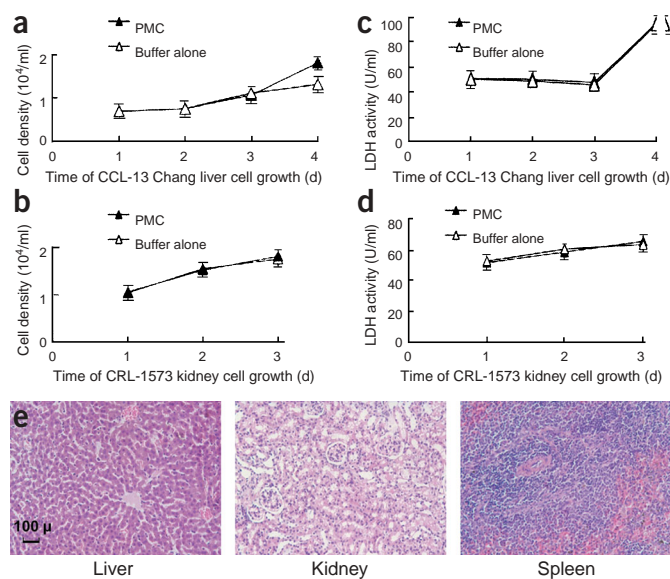 a
PMC
Buffer alone
Cell density (10⁴/ml)
2
1
0
0 1 2 3 4
Time of CCL-13 Chang liver cell growth (d)
c
PMC
Buffer alone
LDH activity (U/ml)
100
80
60
40
20
0
0 1 2 3 4
Time of CCL-13 Chang liver cell growth (d)
b
PMC
Buffer alone
Cell density (10⁴/ml)
2
1
0
0 1 2 3
Time of CRL-1573 kidney cell growth (d)
d
PMC
Buffer alone
LDH activity (U/ml)
80
60
40
20
0
0 1 2 3
Time of CRL-1573 kidney cell growth (d)
e
100 µ
Liver Kidney Spleen